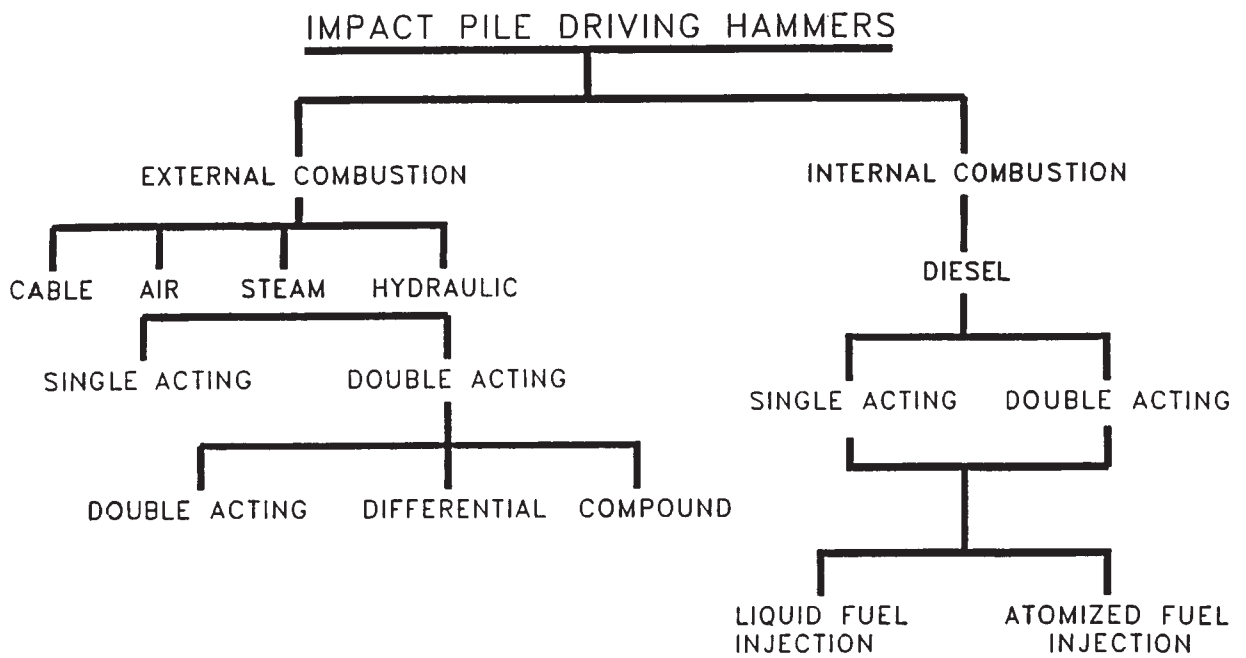 IMPACT PILE DRIVING HAMMERS
EXTERNAL COMBUSTION
INTERNAL COMBUSTION
CABLE AIR STEAM HYDRAULIC
DIESEL
SINGLE ACTING DOUBLE ACTING
SINGLE ACTING DOUBLE ACTING
DOUBLE ACTING DIFFERENTIAL COMPOUND
LIQUID FUEL
INJECTION
ATOMIZED FUEL
INJECTION